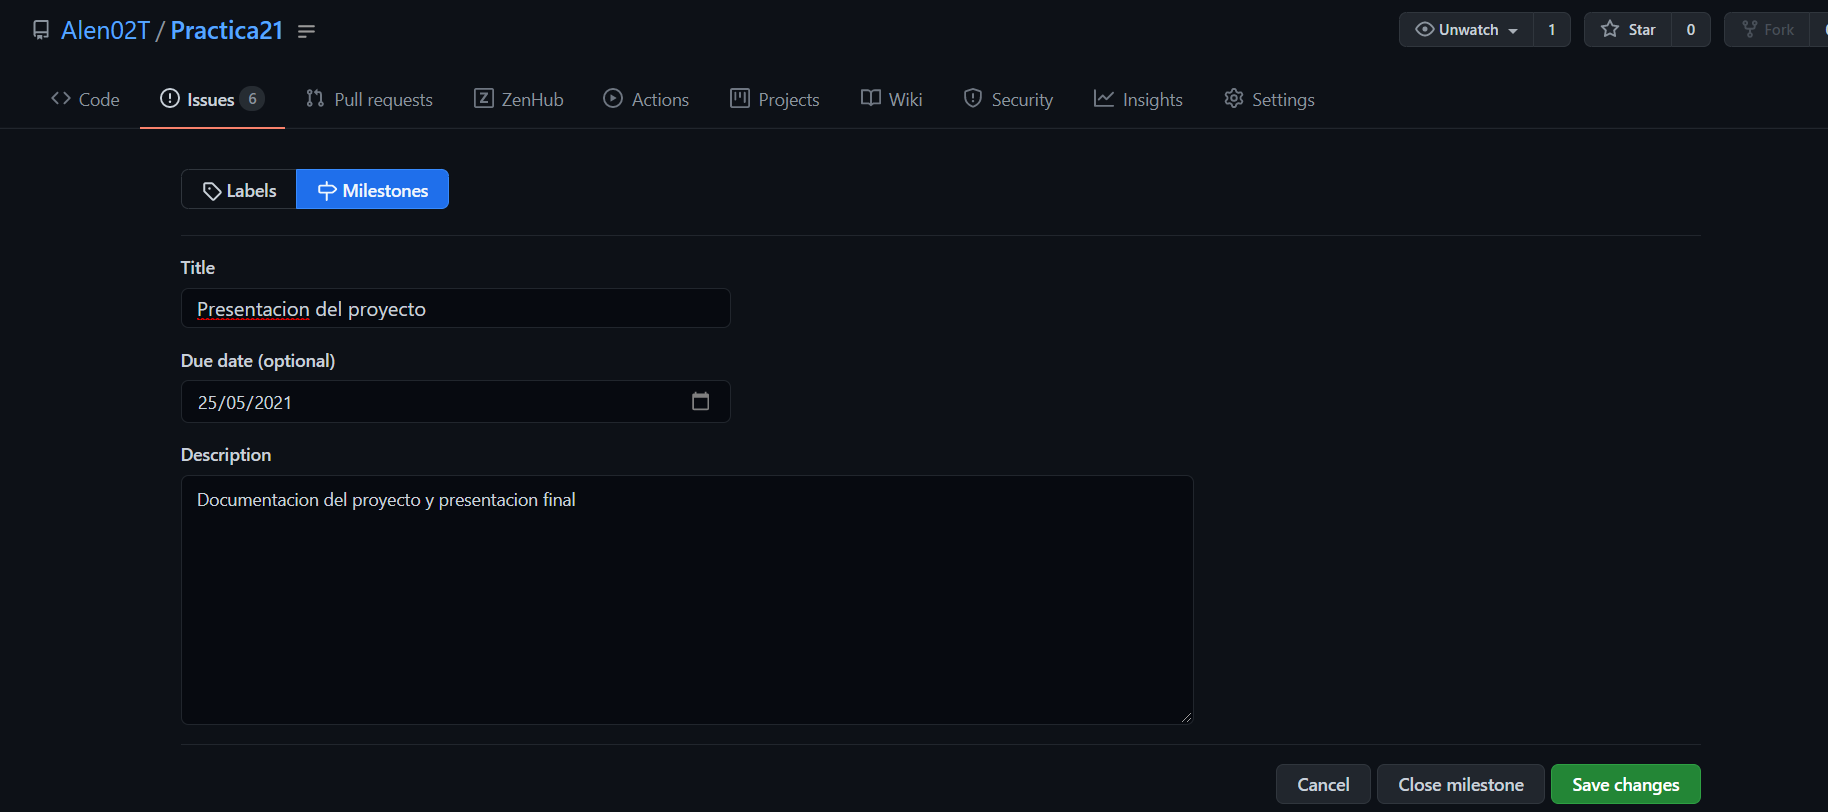 Alen02T / Practica21
Unwatch 1 Star 0 Fork
Code Issues 6 Pull requests ZenHub Actions Projects Wiki Security Insights Settings
Labels Milestones
Title
Presentacion del proyecto
Due date (optional)
25/05/2021
Description
Documentacion del proyecto y presentacion final
Cancel Close milestone Save changes